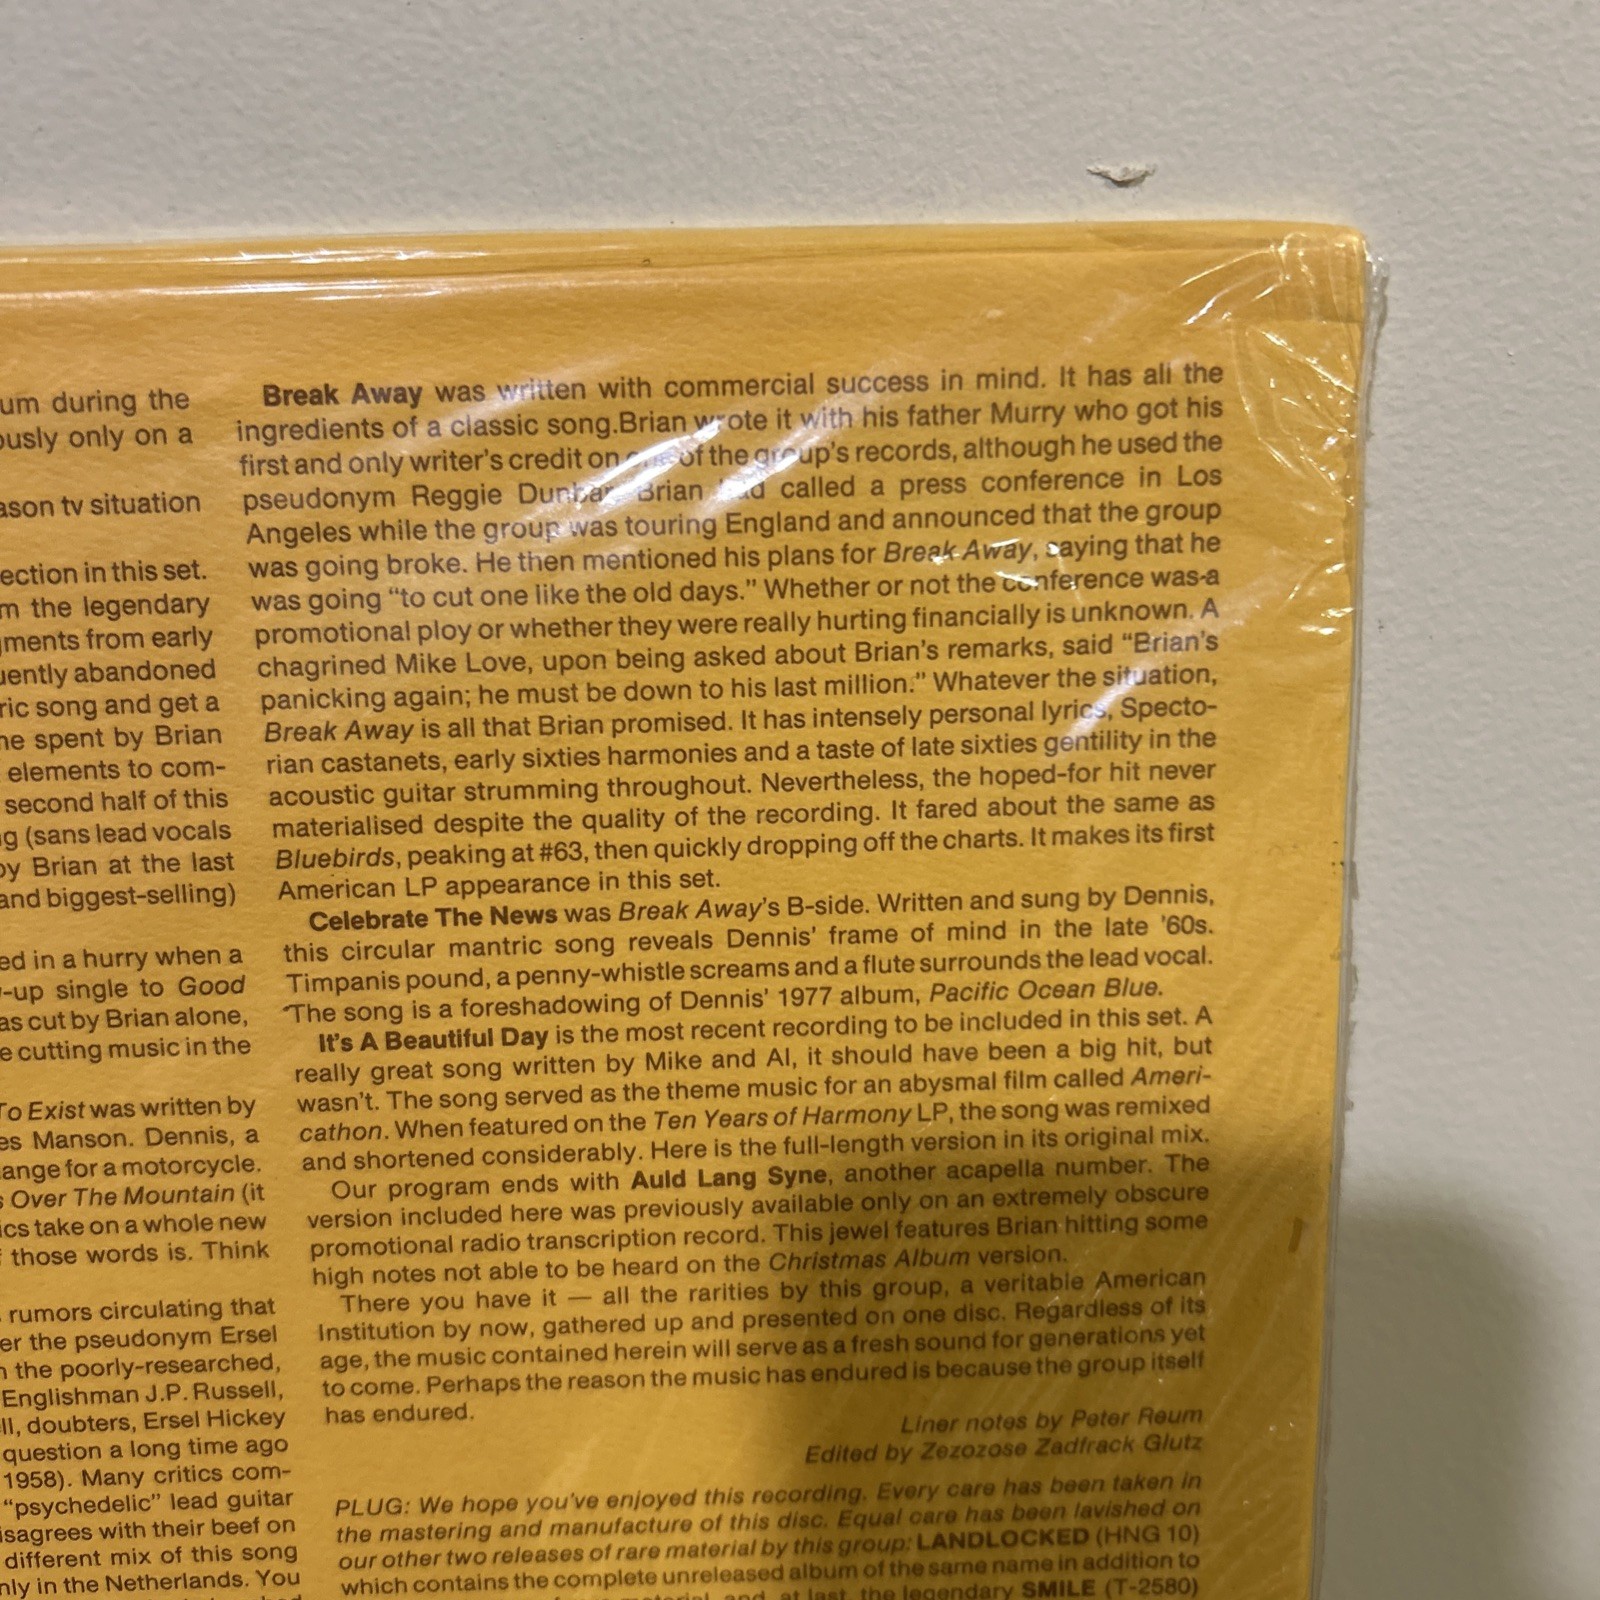 um during the
ously only on a
ason tv situation
ection in this set.
m the legendary
gments from early
uently abandoned
ric song and get a
ne spent by Brian
elements to com-
second half of this
g (sans lead vocals
by Brian at the last
and biggest-selling)
ed in a hurry when a
-up single to Good
as cut by Brian alone,
e cutting music in the
To Exist was written by
es Manson. Dennis, a
ange for a motorcycle.
s Over The Mountain (it
ics take on a whole new
f those words is. Think
rumors circulating that
er the pseudonym Ersel
n the poorly-researched,
Englishman J.P. Russell,
ll, doubters, Ersel Hickey
question a long time ago
1958). Many critics com-
"psychedelic" lead guitar
isagrees with their beef on
different mix of this song
nly in the Netherlands. You
Break Away was written with commercial success in mind. It has all the
ingredients of a classic song.Brian wrote it with his father Murry who got his
first and only writer's credit on one of the group's records, although he used the
pseudonym Reggie Dunbar. Brian had called a press conference in Los
Angeles while the group was touring England and announced that the group
was going broke. He then mentioned his plans for Break Away, saying that he
was going "to cut one like the old days." Whether or not the conference was a
promotional ploy or whether they were really hurting financially is unknown. A
chagrined Mike Love, upon being asked about Brian's remarks, said "Brian's
panicking again; he must be down to his last million." Whatever the situation,
Break Away is all that Brian promised. It has intensely personal lyrics, Specto-
rian castanets, early sixties harmonies and a taste of late sixties gentility in the
acoustic guitar strumming throughout. Nevertheless, the hoped-for hit never
materialised despite the quality of the recording. It fared about the same as
Bluebirds, peaking at #63, then quickly dropping off the charts. It makes its first
American LP appearance in this set.
Celebrate The News was Break Away's B-side. Written and sung by Dennis,
this circular mantric song reveals Dennis' frame of mind in the late '60s.
Timpanis pound, a penny-whistle screams and a flute surrounds the lead vocal.
The song is a foreshadowing of Dennis' 1977 album, Pacific Ocean Blue.
It's A Beautiful Day is the most recent recording to be included in this set. A
really great song written by Mike and Al, it should have been a big hit, but
wasn't. The song served as the theme music for an abysmal film called Ameri-
cathon. When featured on the Ten Years of Harmony LP, the song was remixed
and shortened considerably. Here is the full-length version in its original mix.
Our program ends with Auld Lang Syne, another acapella number. The
version included here was previously available only on an extremely obscure
promotional radio transcription record. This jewel features Brian hitting some
high notes not able to be heard on the Christmas Album version.
There you have it — all the rarities by this group, a veritable American
Institution by now, gathered up and presented on one disc. Regardless of its
age, the music contained herein will serve as a fresh sound for generations yet
to come. Perhaps the reason the music has endured is because the group itself
has endured.
Liner notes by Peter Reum
Edited by Zezozose Zadfrack Glutz
PLUG: We hope you've enjoyed this recording. Every care has been taken in
the mastering and manufacture of this disc. Equal care has been lavished on
our other two releases of rare material by this group: LANDLOCKED (HNG 10)
which contains the complete unreleased album of the same name in addition to
and, at last, the legendary SMILE (T-2580)